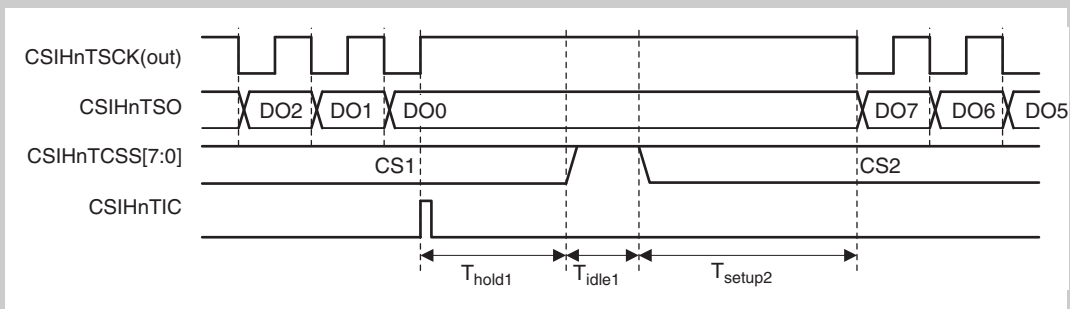 CSIHnTSCK(out)
CSIHnTSO
DO2 DO1 DO0 DO7 DO6 DO5
CSIHnTCSS[7:0]
CS1 CS2
CSIHnTIC
Thold1 Tidle1 Tsetup2